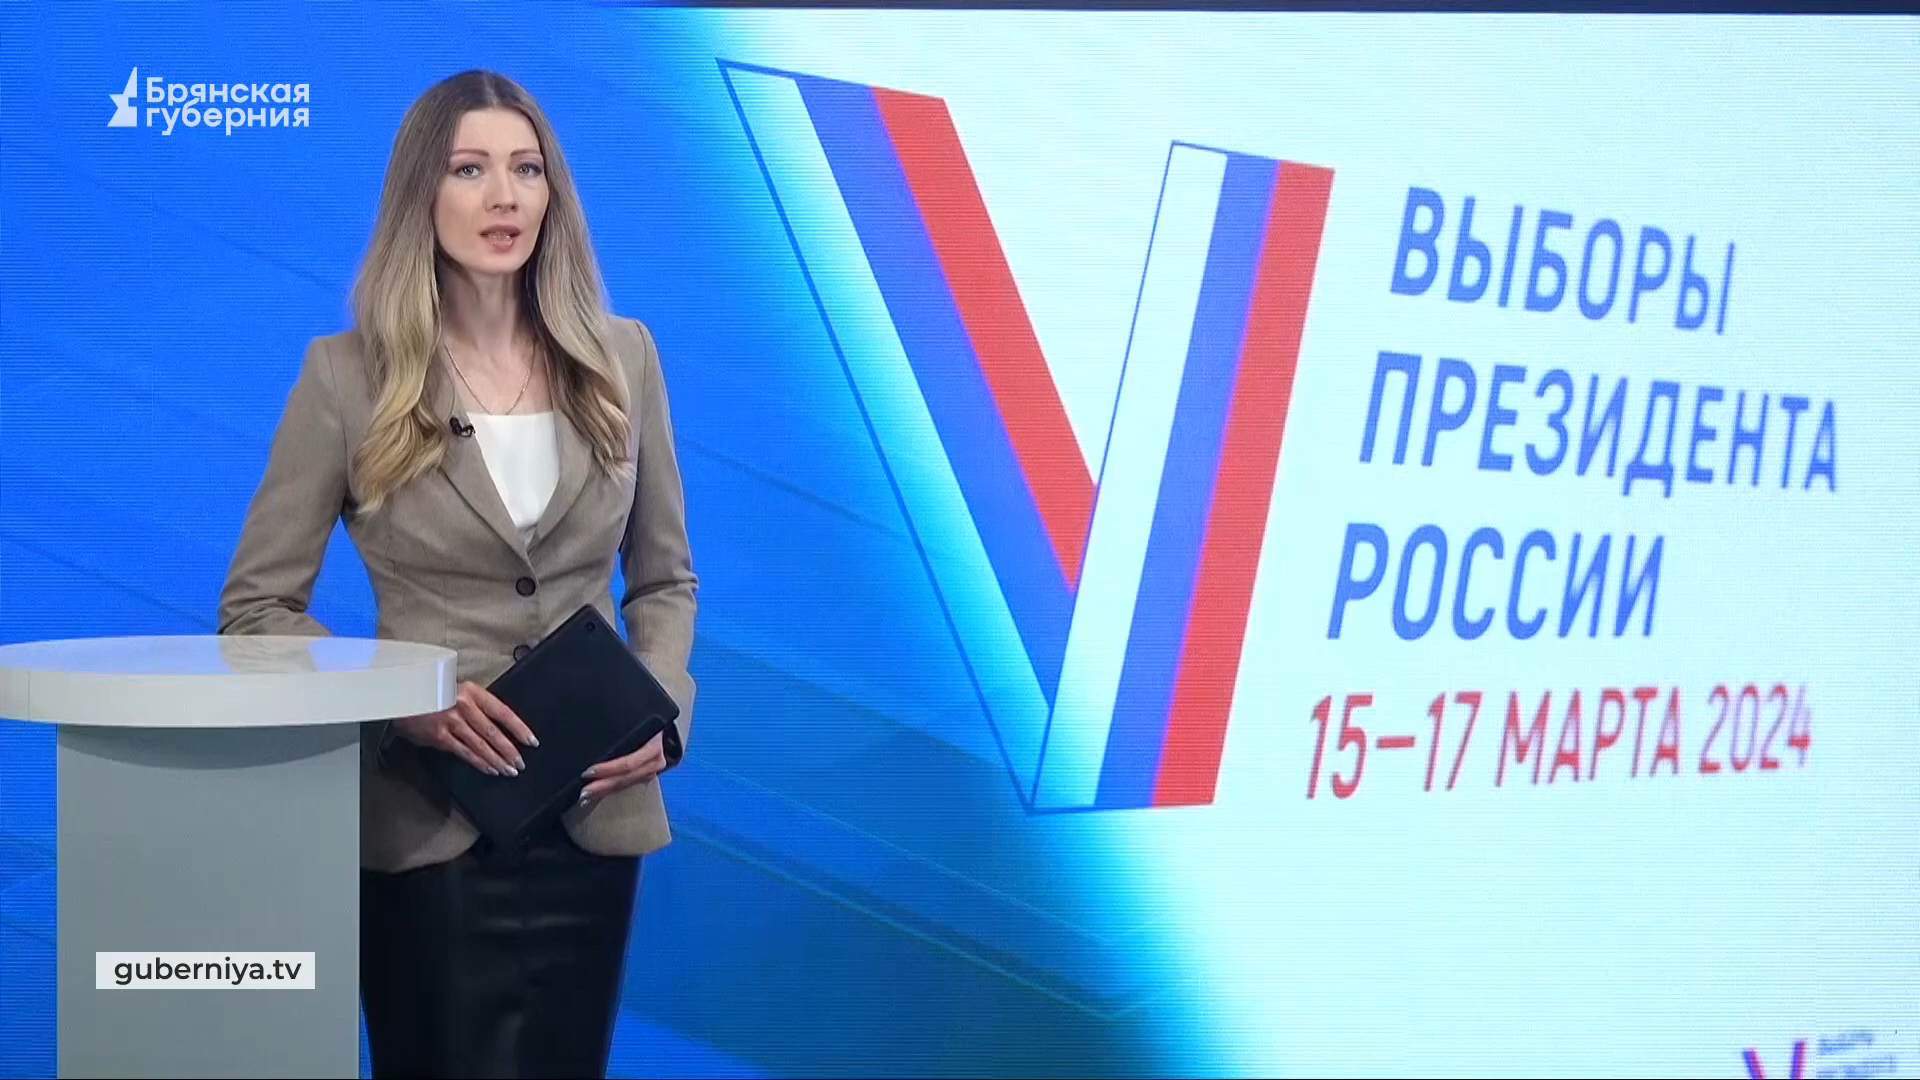 Брянская
губерния
ВЫБОРЫ
ПРЕЗИДЕНТА
РОССИИ
15–17 МАРТА 2024
guberniya.tv